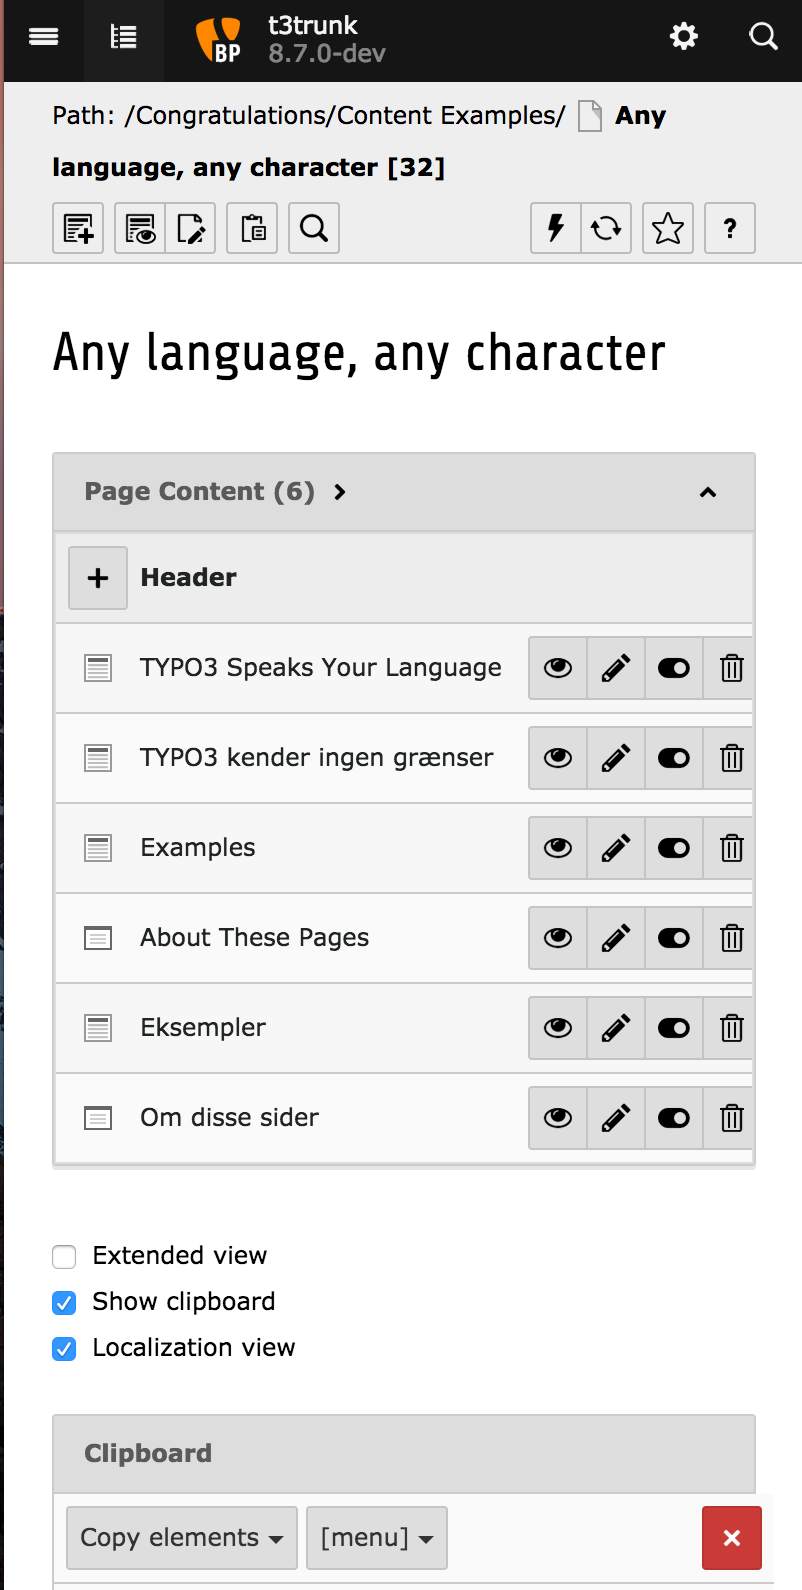 t3trunk
BP
8.7.0-dev
Path: /Congratulations/Content Examples/ Any
language, any character [32]
?
Any language, any character
Page Content (6)
Header
TYPO3 Speaks Your Language
TYPO3 kender ingen grænser
Examples
About These Pages
Eksempler
Om disse sider
Extended view
Show clipboard
Localization view
Clipboard
Copy elements [menu]